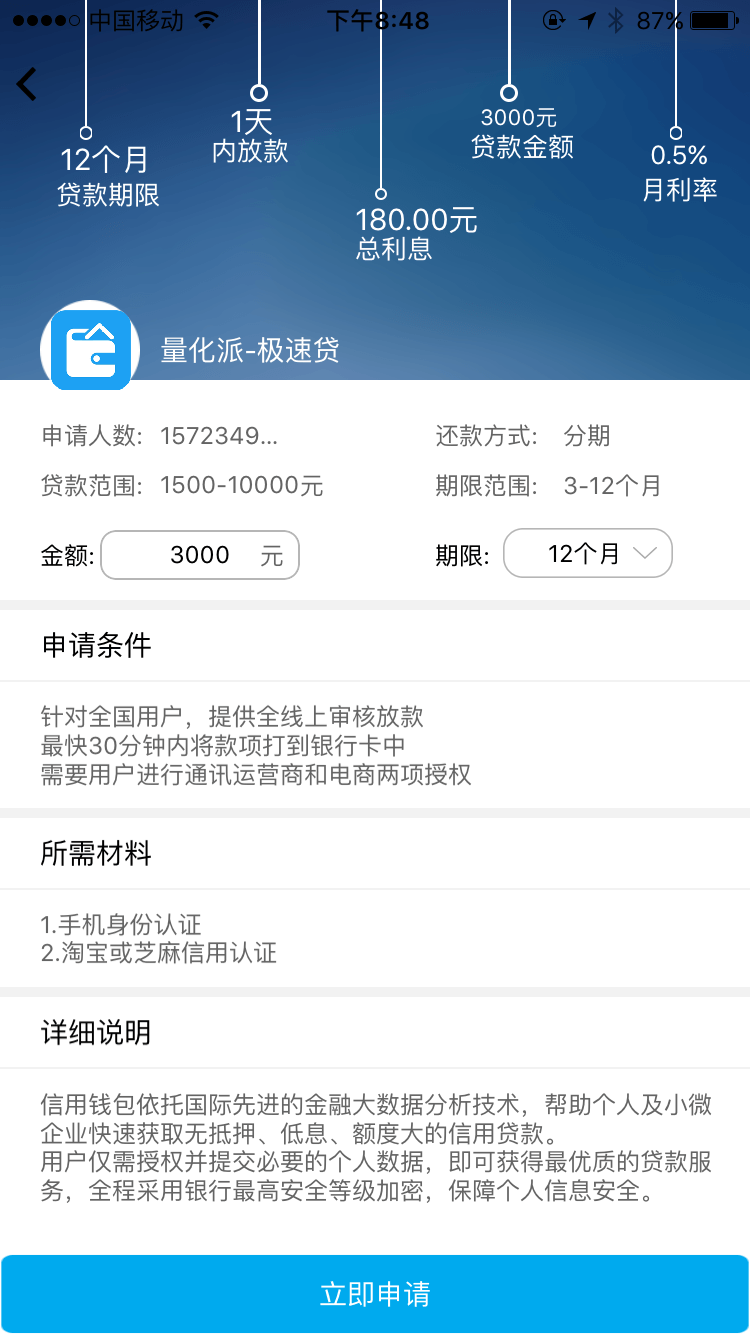 中国移动 下午8:48 87%
12个月
贷款期限
1天
内放款
180.00元
总利息
3000元
贷款金额
0.5%
月利率
量化派-极速贷
申请人数: 1572349... 还款方式: 分期
贷款范围: 1500-10000元 期限范围: 3-12个月
金额: 3000 元 期限: 12个月
申请条件
针对全国用户，提供全线上审核放款
最快30分钟内将款项打到银行卡中
需要用户进行通讯运营商和电商两项授权
所需材料
1.手机身份认证
2.淘宝或芝麻信用认证
详细说明
信用钱包依托国际先进的金融大数据分析技术，帮助个人及小微
企业快速获取无抵押、低息、额度大的信用贷款。
用户仅需授权并提交必要的个人数据，即可获得最优质的贷款服
务，全程采用银行最高安全等级加密，保障个人信息安全。
立即申请